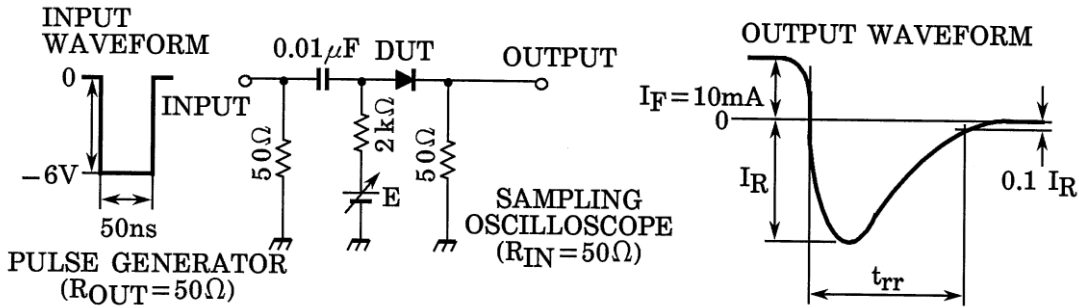 INPUT
WAVEFORM
0
−6V
50ns
PULSE GENERATOR
(ROUT=50Ω)
INPUT
0.01μF
DUT
OUTPUT
50Ω
2kΩ
E
50Ω
SAMPLING
OSCILLOSCOPE
(RIN=50Ω)
OUTPUT WAVEFORM
IF=10mA
0
IR
0.1 IR
trr